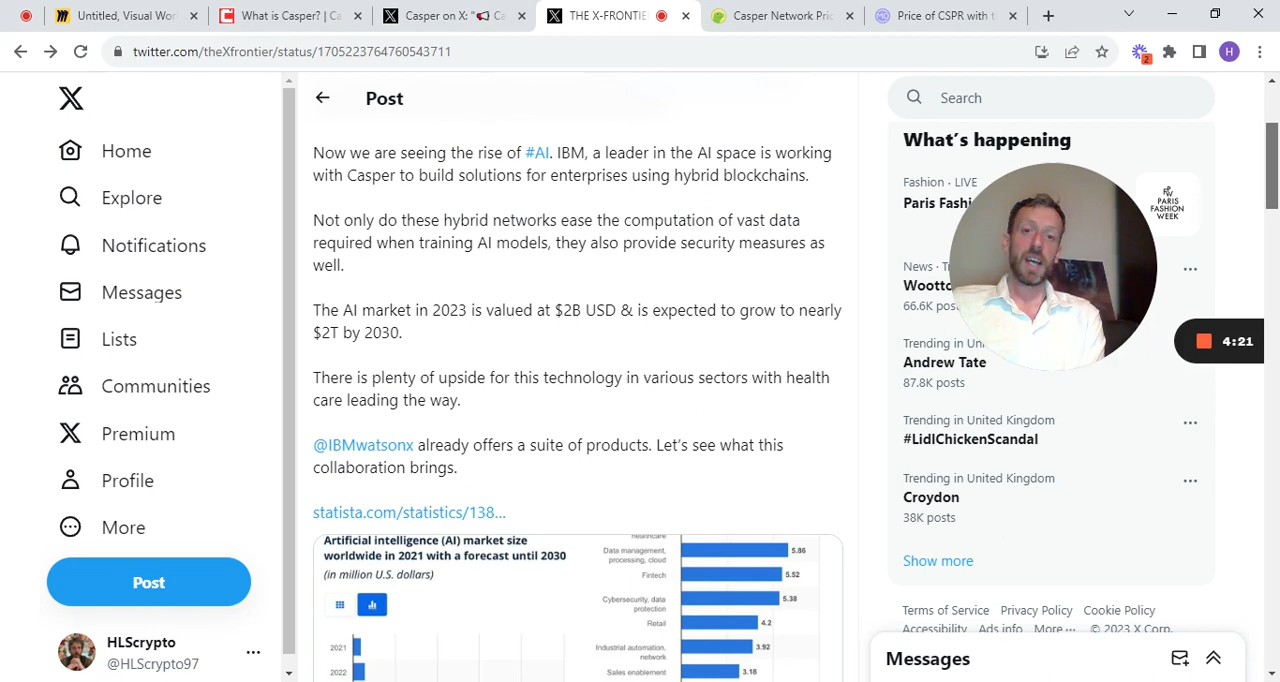 Untitled, Visual Wor
What is Casper? | Ca
Casper on X: "📢 Ca
THE X-FRONTIE
Casper Network Pric
Price of CSPR with t
twitter.com/theXfrontier/status/1705223764760543711
2
H
Home
Explore
Notifications
Messages
Lists
Communities
Premium
Profile
More
Post
HLScrypto
@HLScrypto97
Post
Now we are seeing the rise of #AI. IBM, a leader in the AI space is working
with Casper to build solutions for enterprises using hybrid blockchains.
Not only do these hybrid networks ease the computation of vast data
required when training AI models, they also provide security measures as
well.
The AI market in 2023 is valued at $2B USD & is expected to grow to nearly
$2T by 2030.
There is plenty of upside for this technology in various sectors with health
care leading the way.
@IBMwatsonx already offers a suite of products. Let's see what this
collaboration brings.
statista.com/statistics/138...
Artificial intelligence (AI) market size
worldwide in 2021 with a forecast until 2030
(in million U.S. dollars)
2021
2022
healthcare
Data management,
processing, cloud
5.86
Fintech
5.52
Cybersecurity, data
protection
5.38
Retail
4.2
Industrial automation,
network
3.92
Sales enablement
3.18
Search
What's happening
Fashion · LIVE
Paris Fashi
PARIS
FASHION
WEEK
News · Tr
Wootto
66.6K post
Trending in Un
Andrew Tate
87.8K posts
Trending in United Kingdom
#LidlChickenScandal
Trending in United Kingdom
Croydon
38K posts
Show more
Terms of Service Privacy Policy Cookie Policy
Accessibility Ads info More ··· © 2023 X Corp.
Messages
4:21